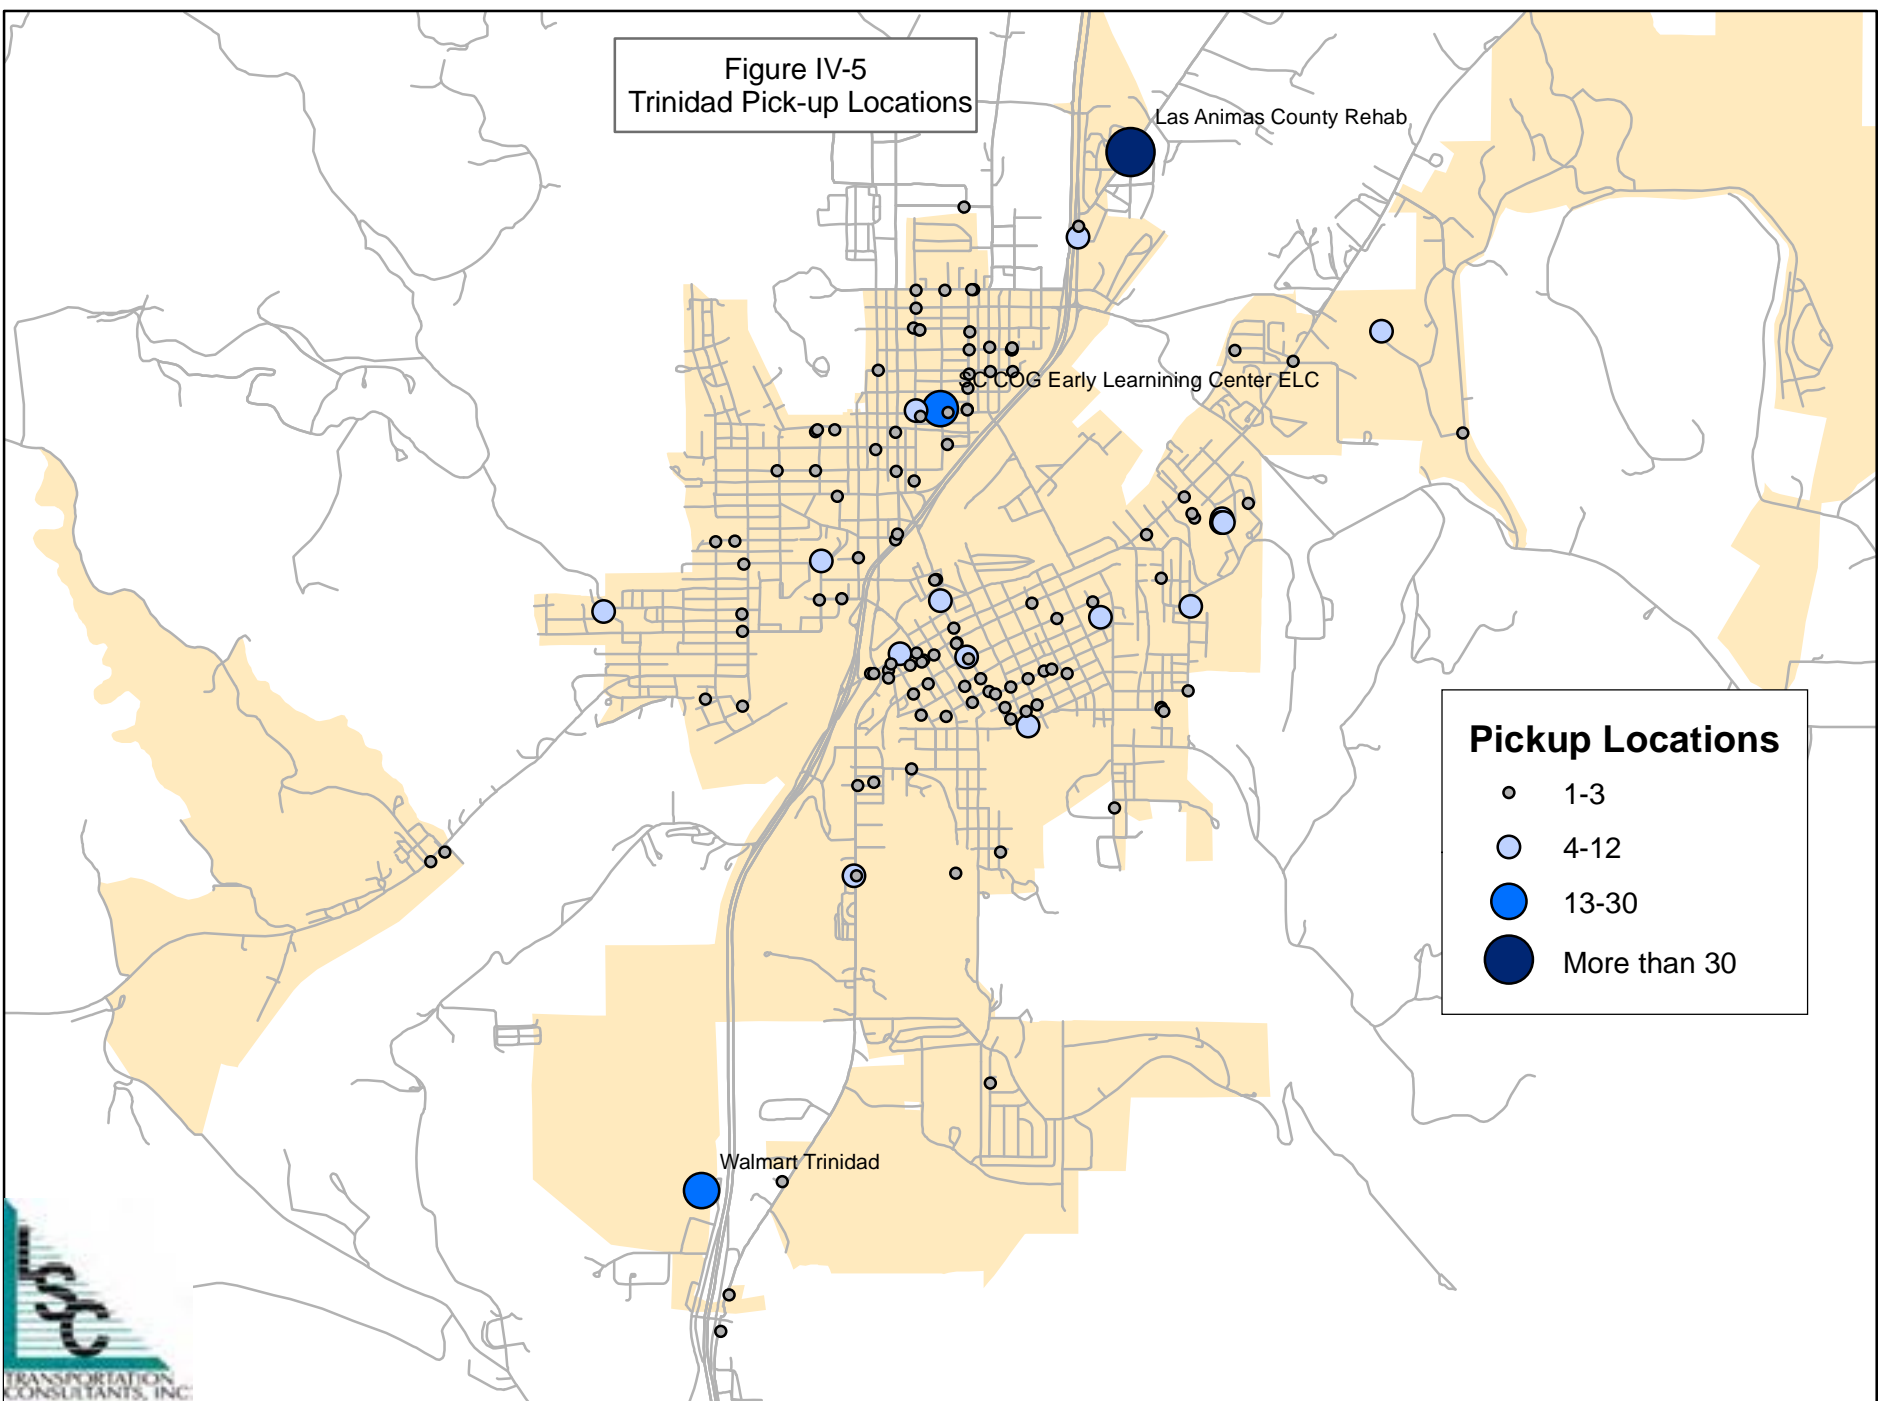 Figure IV-5
Trinidad Pick-up Locations
Las Animas County Rehab
SC COG Early Learnining Center ELC
Pickup Locations
1-3
4-12
13-30
More than 30
Walmart Trinidad
LSC
TRANSPORTATION
CONSULTANTS, INC.